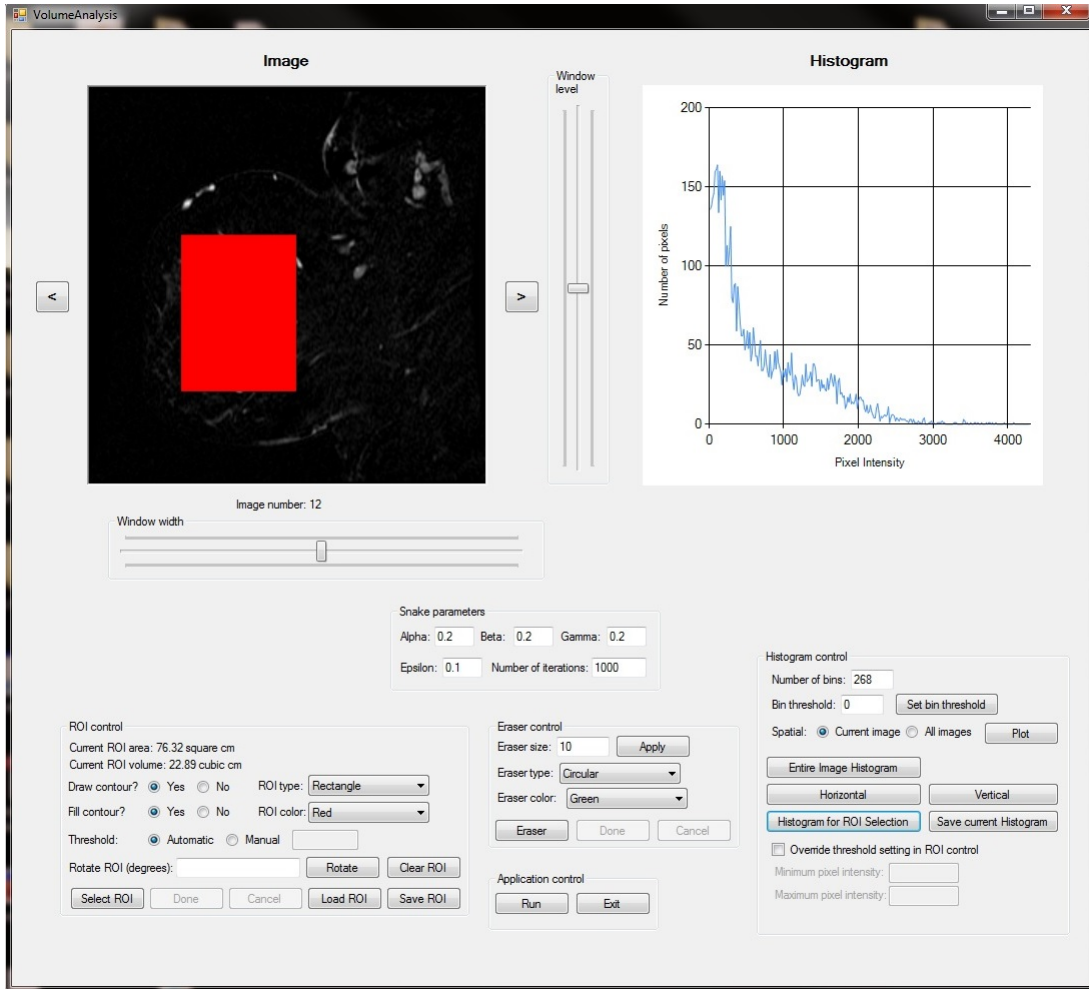 VolumeAnalysis
Image
Histogram
Window
level
200
150
100
50
0
Number of pixels
0 1000 2000 3000 4000
Pixel Intensity
<
>
Image number: 12
Window width
Snake parameters
Alpha: 0.2 Beta: 0.2 Gamma: 0.2
Epsilon: 0.1 Number of iterations: 1000
ROI control
Current ROI area: 76.32 square cm
Current ROI volume: 22.89 cubic cm
Draw contour? Yes No ROI type: Rectangle
Fill contour? Yes No ROI color: Red
Threshold: Automatic Manual
Rotate ROI (degrees): Rotate Clear ROI
Select ROI Done Cancel Load ROI Save ROI
Eraser control
Eraser size: 10 Apply
Eraser type: Circular
Eraser color: Green
Eraser Done Cancel
Application control
Run Exit
Histogram control
Number of bins: 268
Bin threshold: 0 Set bin threshold
Spatial: Current image All images Plot
Entire Image Histogram
Horizontal Vertical
Histogram for ROI Selection Save current Histogram
Override threshold setting in ROI control
Minimum pixel intensity:
Maximum pixel intensity: